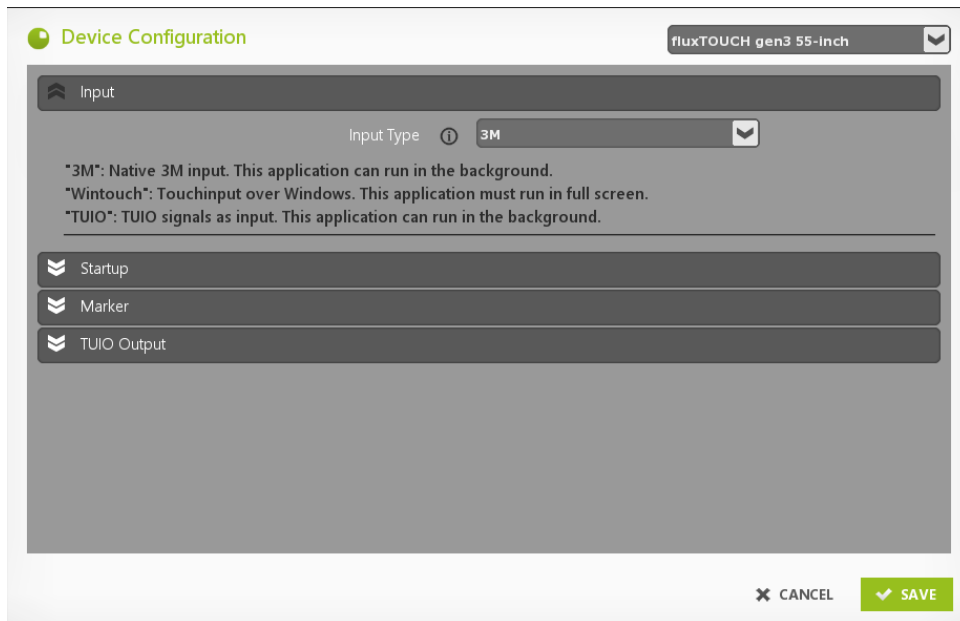 Device Configuration
fluxTOUCH gen3 55-inch
Input
Input Type
3M
"3M": Native 3M input. This application can run in the background.
"Wintouch": Touchinput over Windows. This application must run in full screen.
"TUIO": TUIO signals as input. This application can run in the background.
Startup
Marker
TUIO Output
CANCEL
SAVE